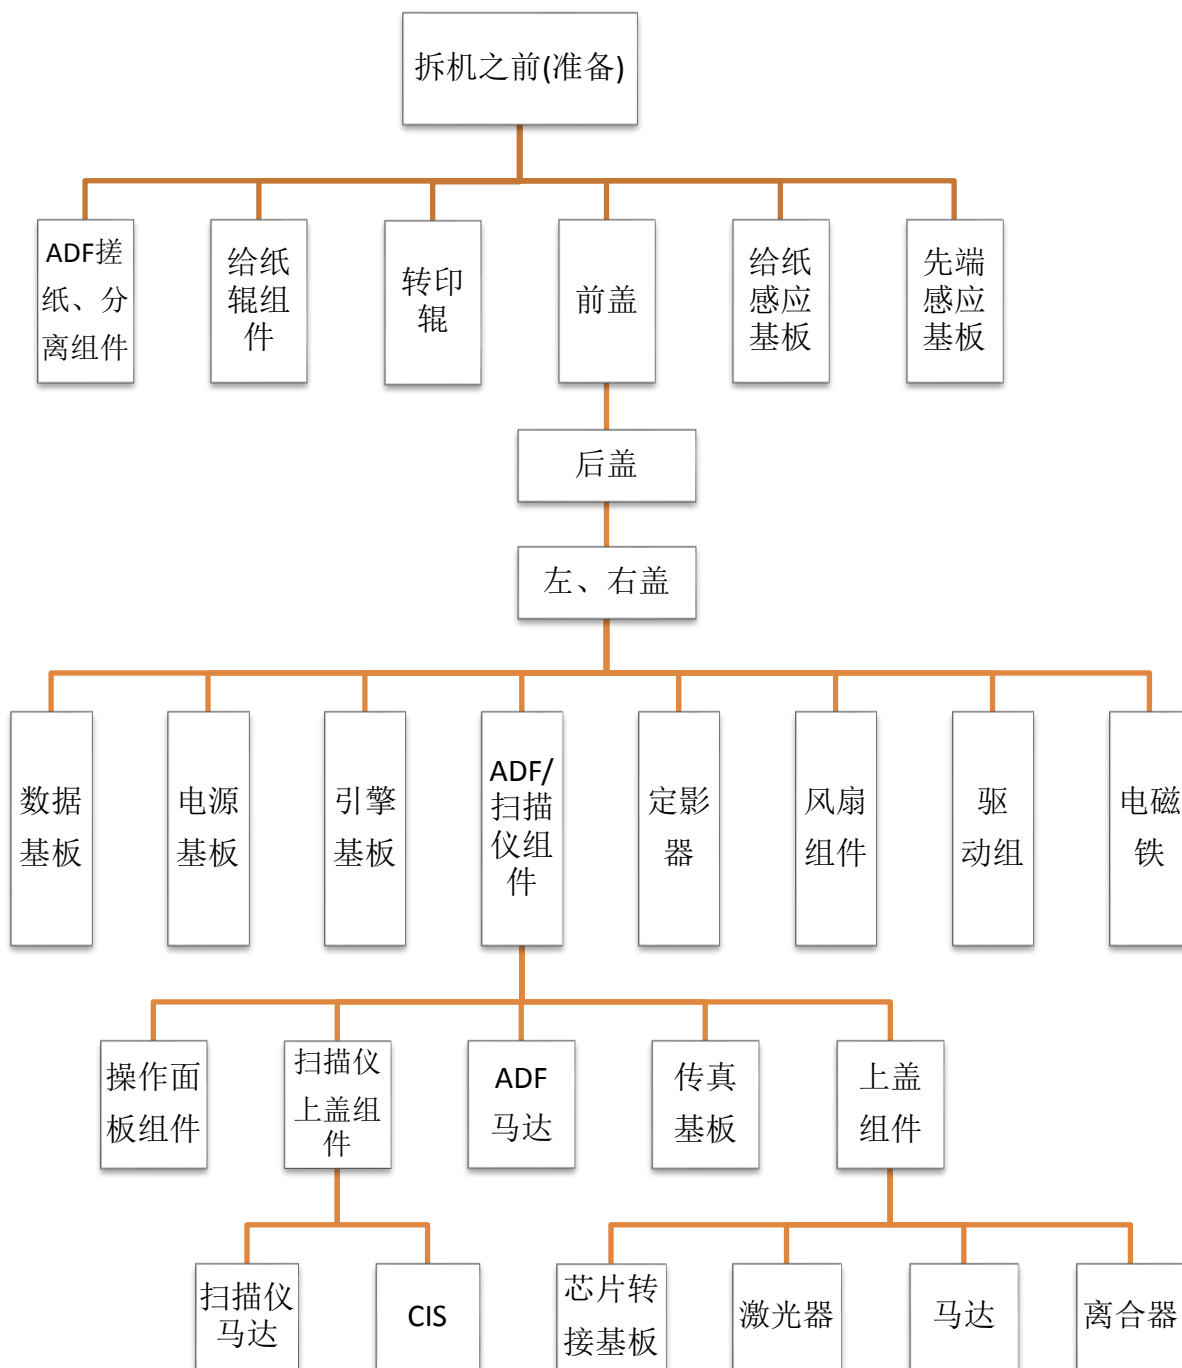 拆机之前(准备)
ADF搓
纸、分
离组件
给纸
辊组
件
转印
辊
前盖
给纸
感应
基板
先端
感应
基板
后盖
左、右盖
数据
基板
电源
基板
引擎
基板
ADF/
扫描
仪组
件
定影
器
风扇
组件
驱
动组
电磁
铁
操作面
板组件
扫描仪
上盖组
件
ADF
马达
传真
基板
上盖
组件
扫描仪
马达
CIS
芯片转
接基板
激光器
马达
离合器